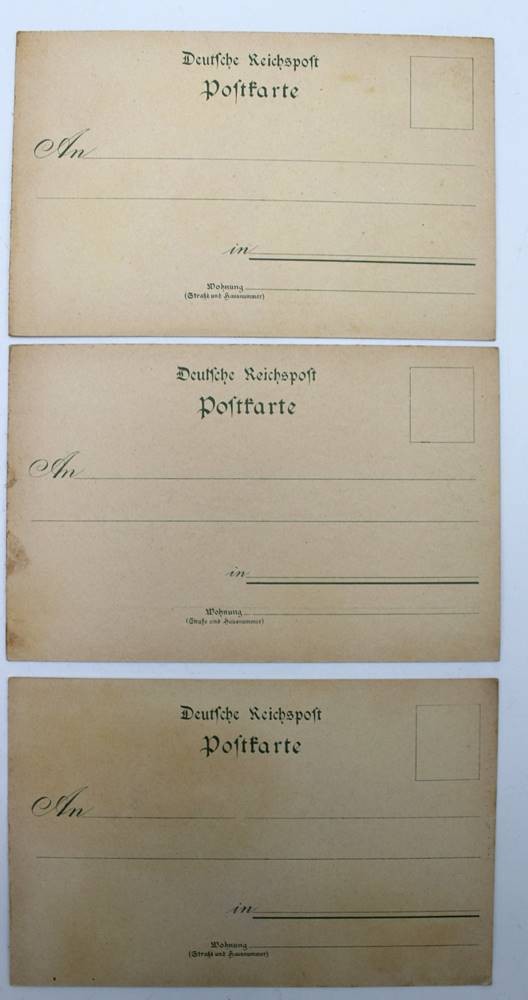 Deutsche Reichspost
Postkarte
An
in
Wohnung
(Straße und Hausnummer)
Deutsche Reichspost
Postkarte
An
in
Wohnung
(Straße und Hausnummer)
Deutsche Reichspost
Postkarte
An
in
Wohnung
(Straße und Hausnummer)